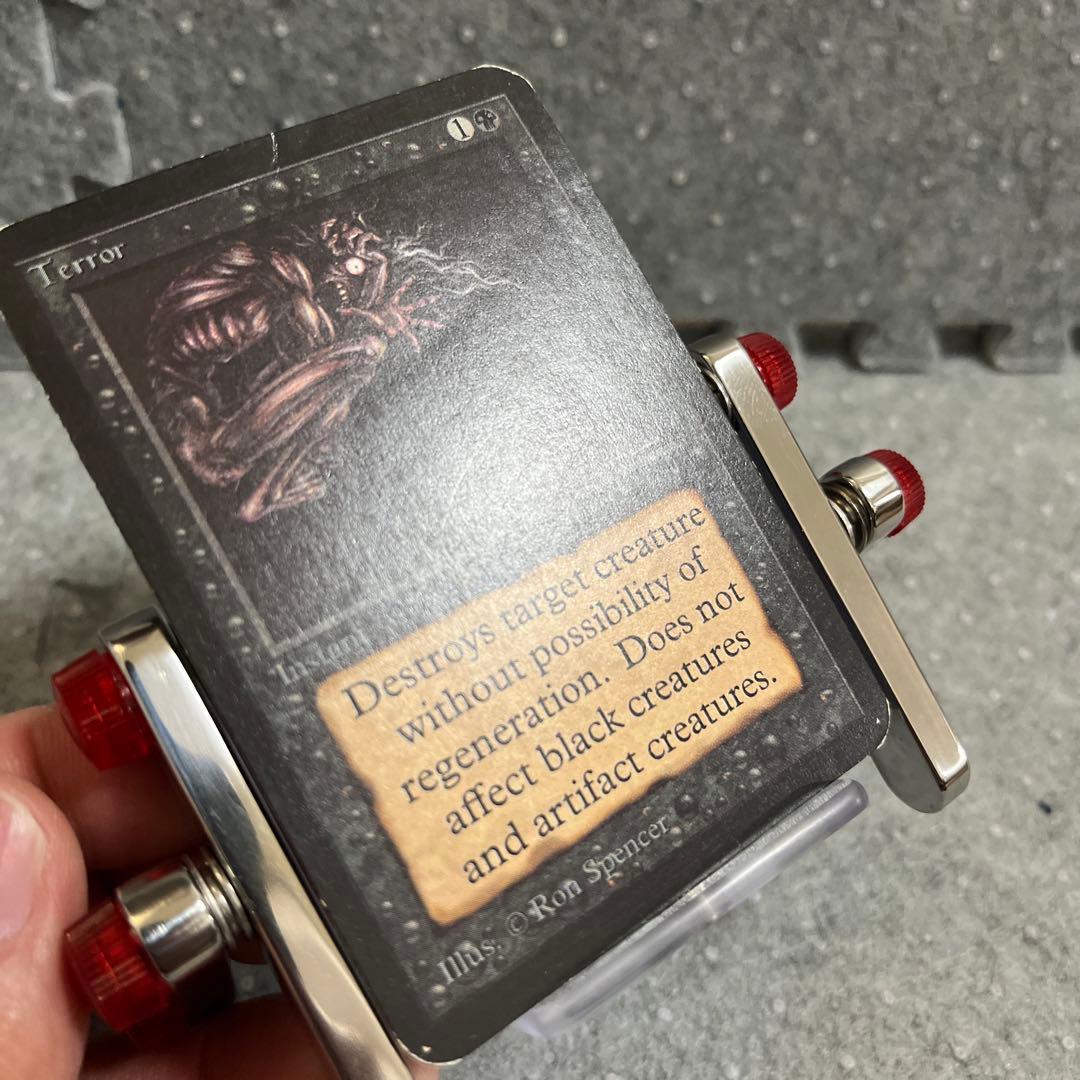 Terror
1
Instant
Destroys target creature
without possibility of
regeneration. Does not
affect black creatures
and artifact creatures.
Illus. © Ron Spencer